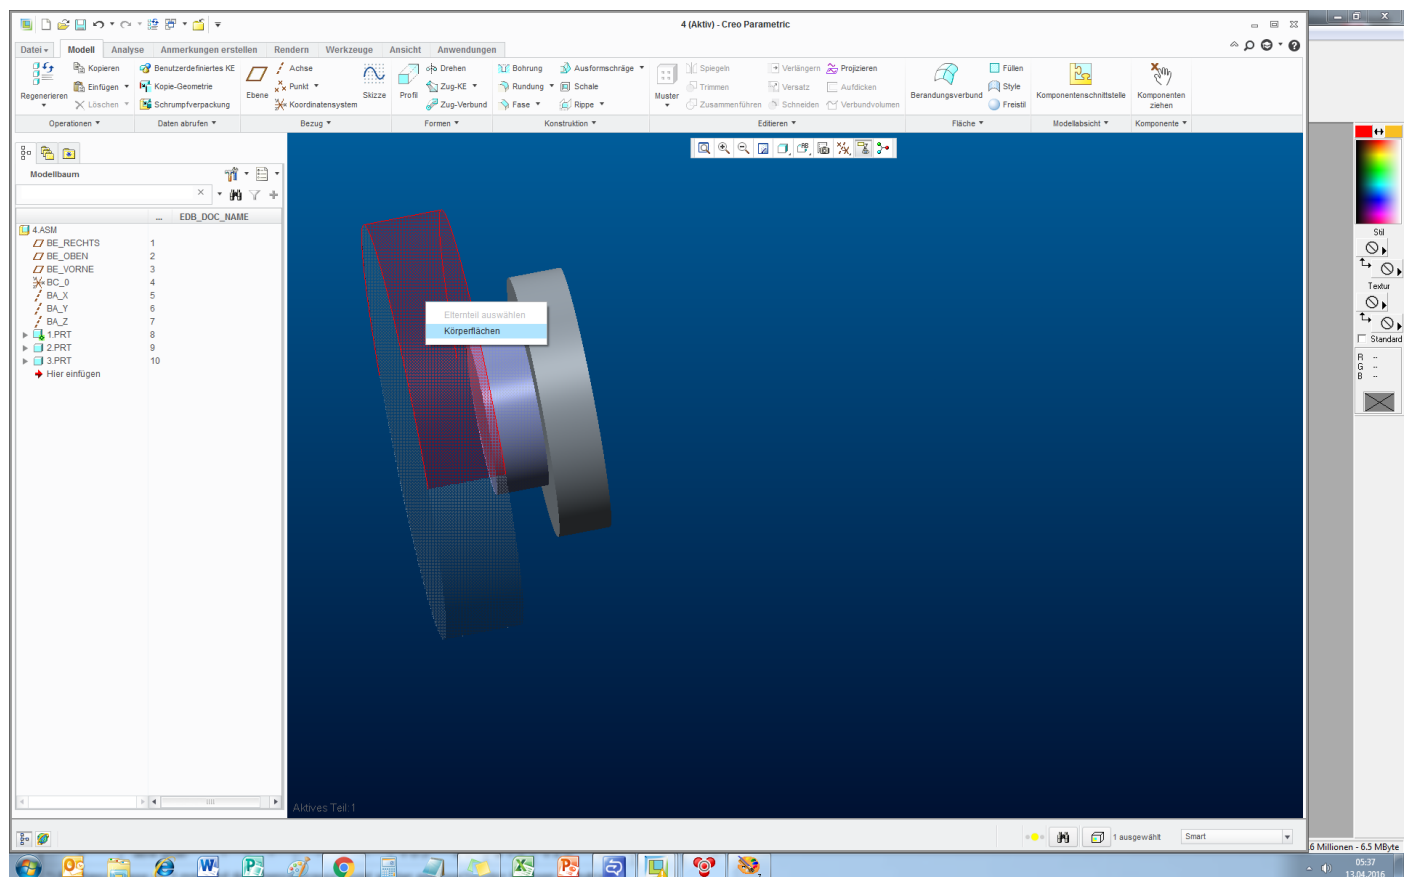 4 (Aktiv) - Creo Parametric
Datei Modell Analyse Anmerkungen erstellen Rendern Werkzeuge Ansicht Anwendungen
Regenerieren
Kopieren
Einfügen
Löschen
Operationen
Benutzerdefiniertes KE
Kopie-Geometrie
Schrumpfverpackung
Daten abrufen
Ebene
Achse
Punkt
Koordinatensystem
Skizze
Bezug
Profil
Drehen
Zug-KE
Zug-Verbund
Formen
Bohrung
Rundung
Fase
Ausformschräge
Schale
Rippe
Konstruktion
Muster
Spiegeln
Trimmen
Zusammenführen
Verlängern
Versatz
Schneiden
Projizieren
Aufdicken
Verbundvolumen
Editieren
Berandungsverbund
Füllen
Style
Freistil
Fläche
Komponentenschnittstelle
Modellabsicht
Komponenten
ziehen
Komponente
Modellbaum
... EDB_DOC_NAME
4.ASM
BE_RECHTS 1
BE_OBEN 2
BE_VORNE 3
BC_0 4
BA_X 5
BA_Y 6
BA_Z 7
1.PRT 8
2.PRT 9
3.PRT 10
Hier einfügen
Elternteil auswählen
Körperflächen
Aktives Teil: 1
1 ausgewählt
Smart
Stil
Textur
Standard
R --
G --
B --
6 Millionen - 6.5 MByte
05:37
13.04.2016